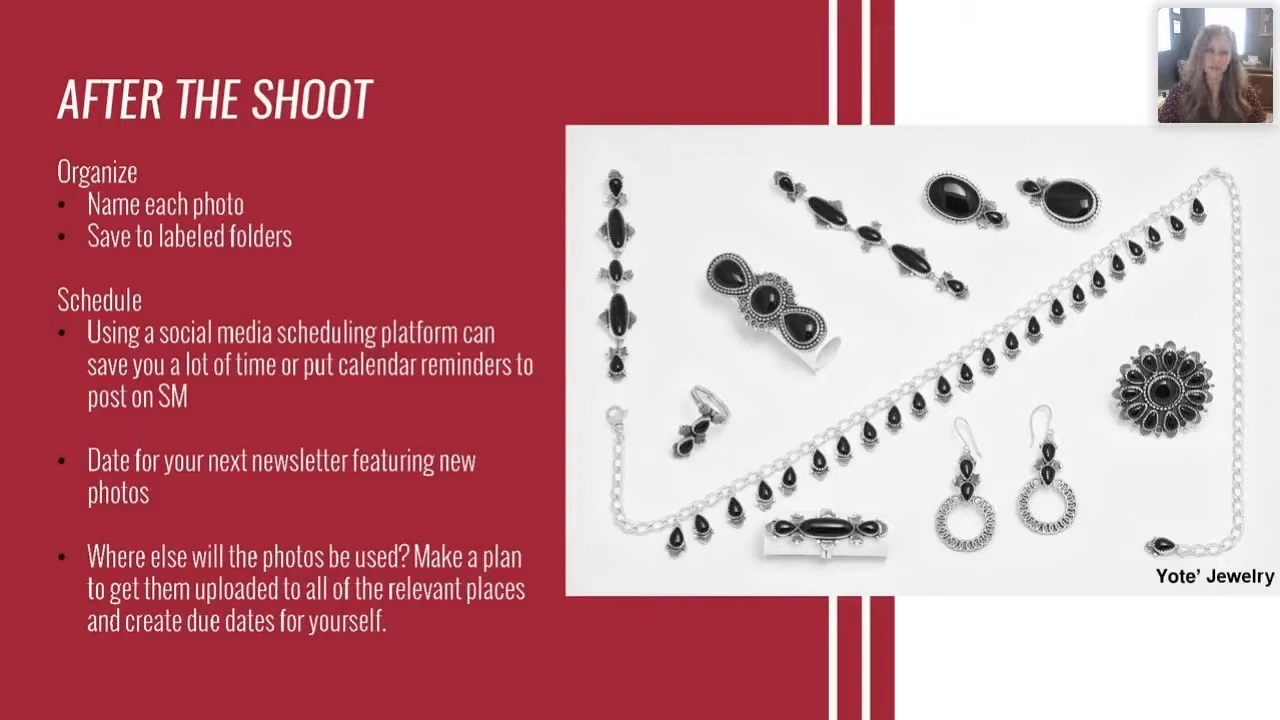 AFTER THE SHOOT
Organize
• Name each photo
• Save to labeled folders
Schedule
• Using a social media scheduling platform can
save you a lot of time or put calendar reminders to
post on SM
• Date for your next newsletter featuring new
photos
• Where else will the photos be used? Make a plan
to get them uploaded to all of the relevant places
and create due dates for yourself.
Yote’ Jewelry